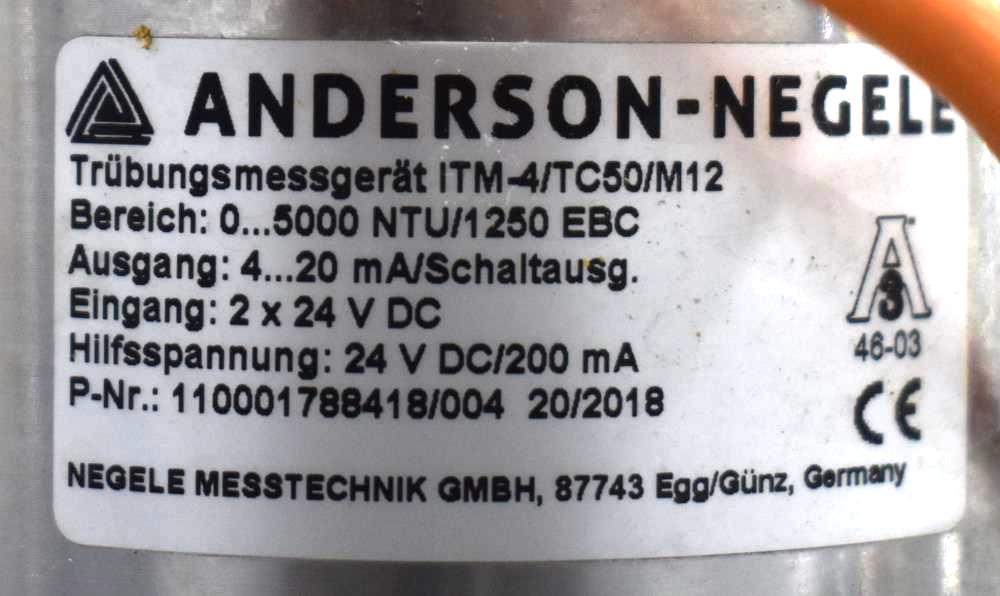 ANDERSON-NEGELE
Trübungsmessgerät ITM-4/TC50/M12
Bereich: 0...5000 NTU/1250 EBC
Ausgang: 4...20 mA/Schaltausg.
Eingang: 2 x 24 V DC
Hilfsspannung: 24 V DC/200 mA
P-Nr.: 110001788418/004 20/2018
A
3
46-03
CE
NEGELE MESSTECHNIK GMBH, 87743 Egg/Günz, Germany